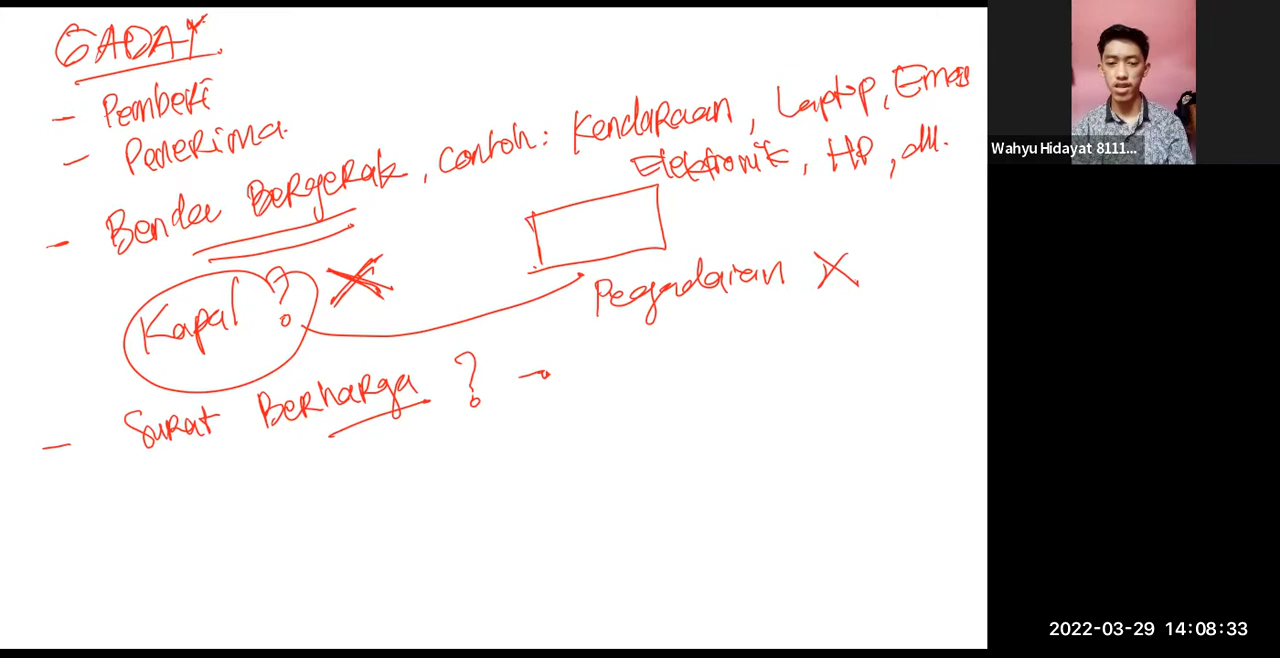 GADAI
- Pemberi
- Penerima.
- Benda Bergerak, Contoh: Kendaraan, Laptop, Emas
Elektronik, HP, dll.
Kapal ?
Pegadaian X
- Surat Berharga ? →
Wahyu Hidayat 8111...
2022-03-29 14:08:33